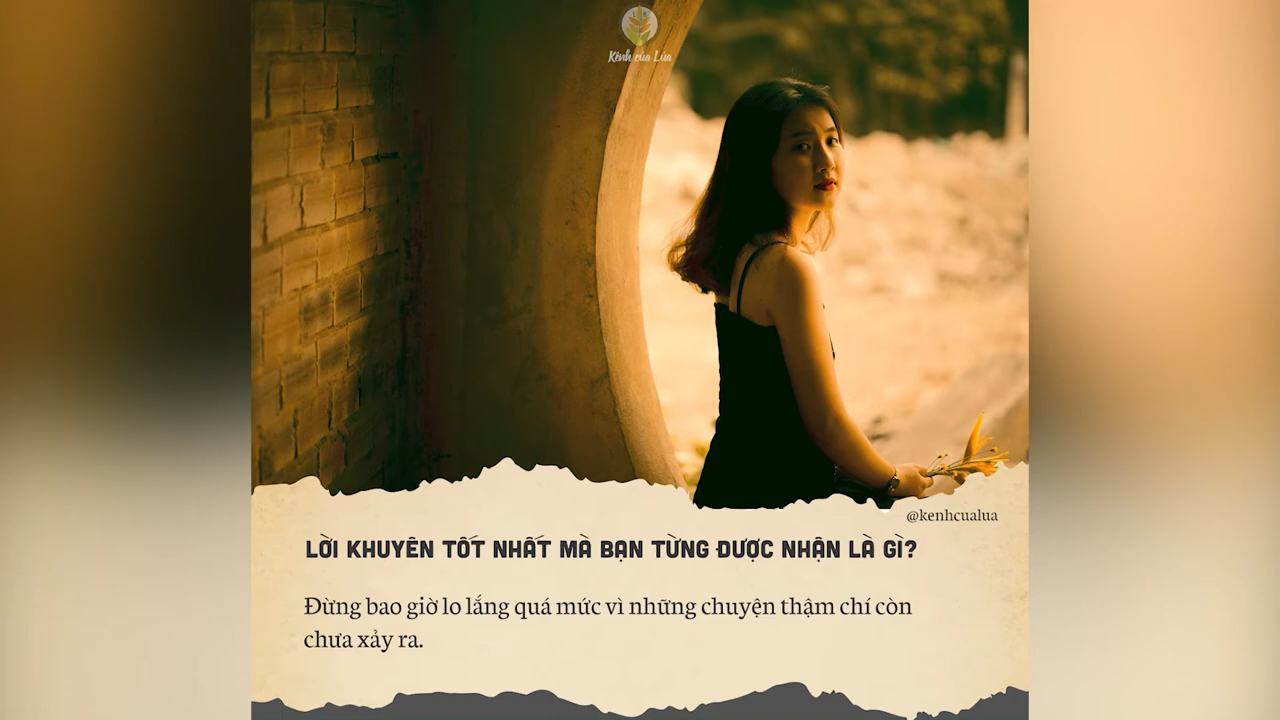 Kênh của Lúa
@kenhcualua
LỜI KHUYÊN TỐT NHẤT MÀ BẠN TỪNG ĐƯỢC NHẬN LÀ GÌ?
Đừng bao giờ lo lắng quá mức vì những chuyện thậm chí còn
chưa xảy ra.